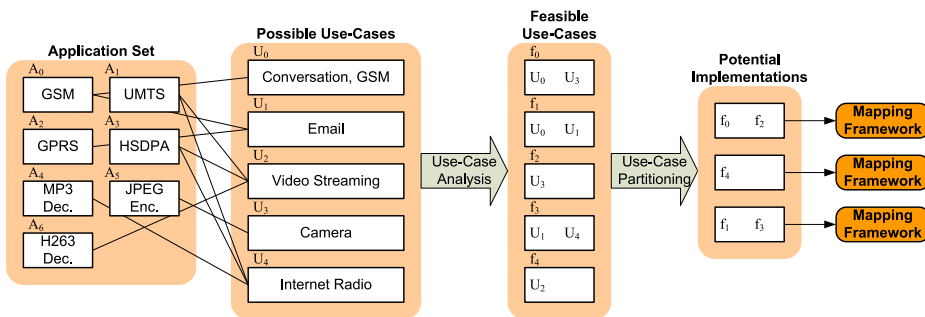 Application Set
A0 A1
GSM UMTS
A2 A3
GPRS HSDPA
A4 A5
MP3 Dec. JPEG Enc.
A6
H263 Dec.
Possible Use-Cases
U0
Conversation, GSM
U1
Email
U2
Video Streaming
U3
Camera
U4
Internet Radio
Use-Case
Analysis
Feasible
Use-Cases
f0
U0 U3
f1
U0 U1
f2
U3
f3
U1 U4
f4
U2
Use-Case
Partitioning
Potential
Implementations
f0 f2
f4
f1 f3
Mapping
Framework
Mapping
Framework
Mapping
Framework